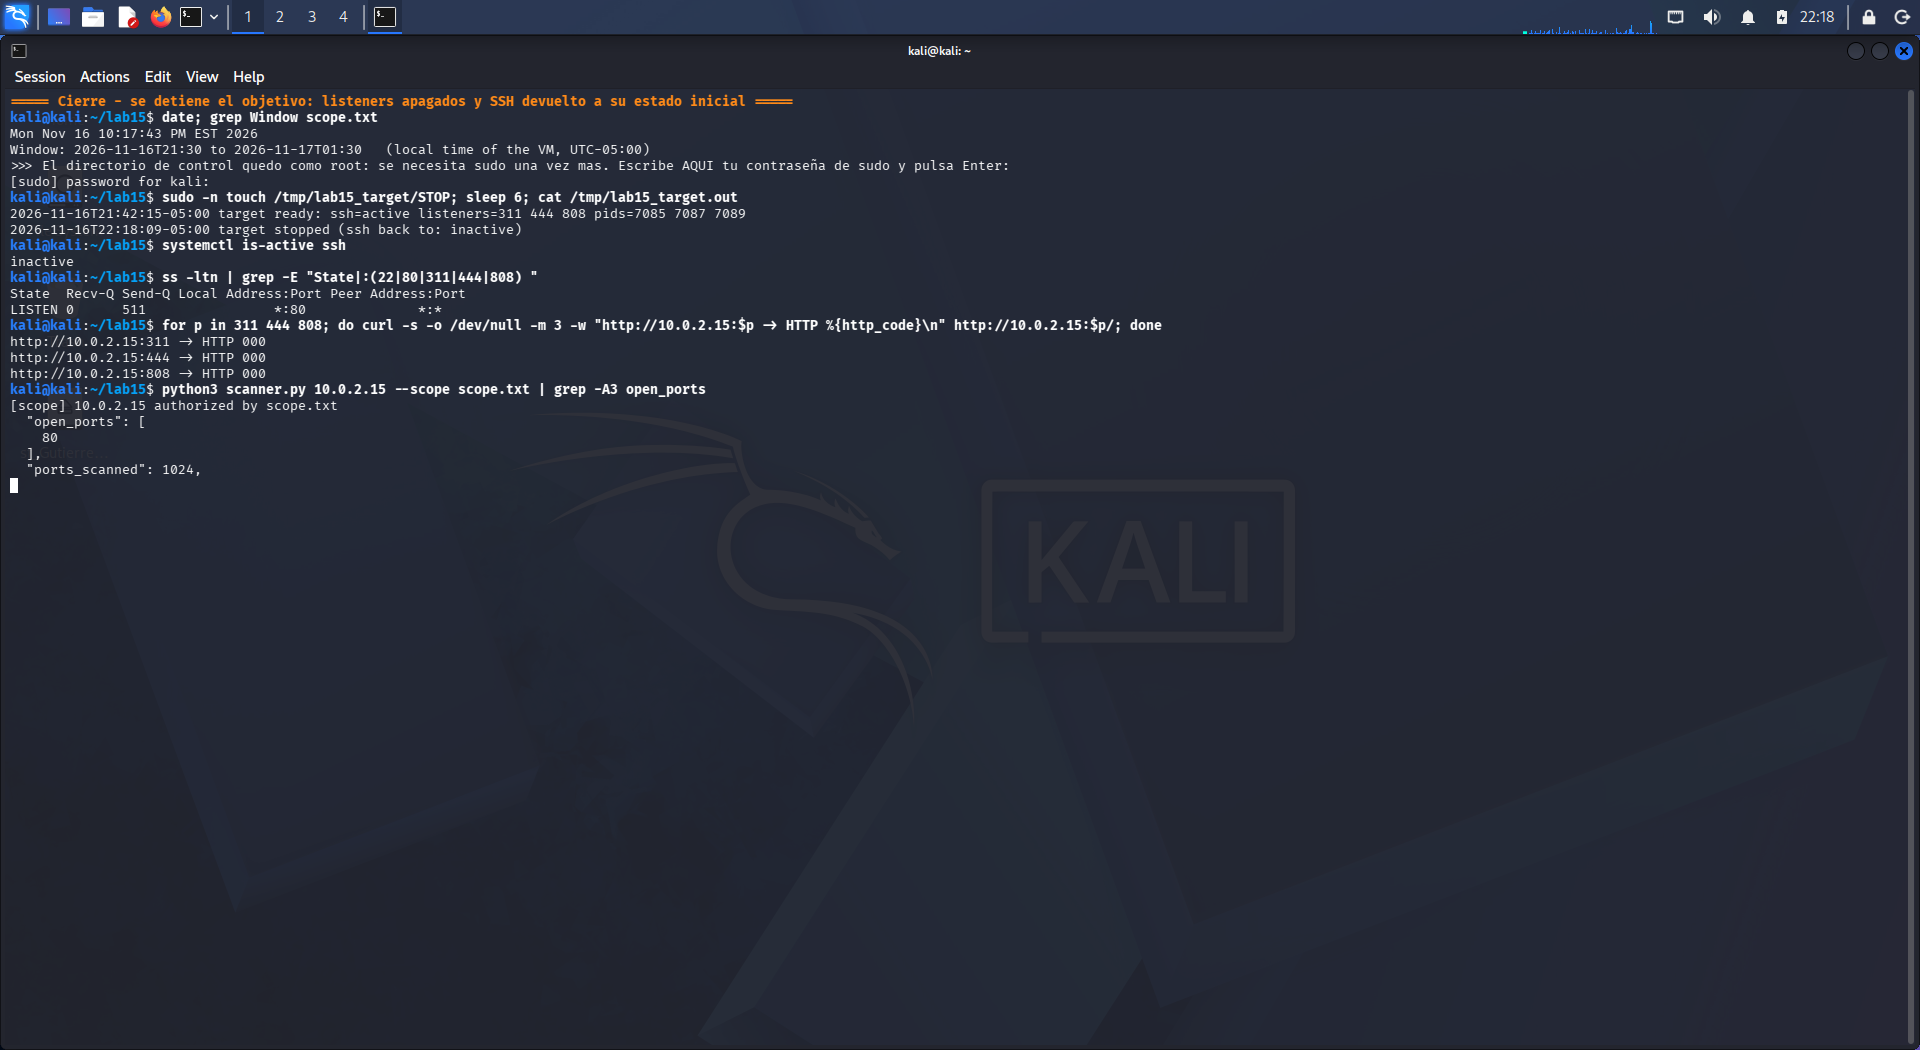 1 2 3 4 22:18
kali@kali: ~
Session Actions Edit View Help
===== Cierre - se detiene el objetivo: listeners apagados y SSH devuelto a su estado inicial =====
kali@kali:~/lab15$ date; grep Window scope.txt
Mon Nov 16 10:17:43 PM EST 2026
Window: 2026-11-16T21:30 to 2026-11-17T01:30   (local time of the VM, UTC-05:00)
>>> El directorio de control quedo como root: se necesita sudo una vez mas. Escribe AQUI tu contraseña de sudo y pulsa Enter:
[sudo] password for kali:
kali@kali:~/lab15$ sudo -n touch /tmp/lab15_target/STOP; sleep 6; cat /tmp/lab15_target.out
2026-11-16T21:42:15-05:00 target ready: ssh=active listeners=311 444 808 pids=7085 7087 7089
2026-11-16T22:18:09-05:00 target stopped (ssh back to: inactive)
kali@kali:~/lab15$ systemctl is-active ssh
inactive
kali@kali:~/lab15$ ss -ltn | grep -E "State|:(22|80|311|444|808) "
State  Recv-Q Send-Q Local Address:Port Peer Address:Port
LISTEN 0      511                *:80              *:*
kali@kali:~/lab15$ for p in 311 444 808; do curl -s -o /dev/null -m 3 -w "http://10.0.2.15:$p -> HTTP %{http_code}\n" http://10.0.2.15:$p/; done
http://10.0.2.15:311 -> HTTP 000
http://10.0.2.15:444 -> HTTP 000
http://10.0.2.15:808 -> HTTP 000
kali@kali:~/lab15$ python3 scanner.py 10.0.2.15 --scope scope.txt | grep -A3 open_ports
[scope] 10.0.2.15 authorized by scope.txt
  "open_ports": [
    80
  ],
  "ports_scanned": 1024,
KALI